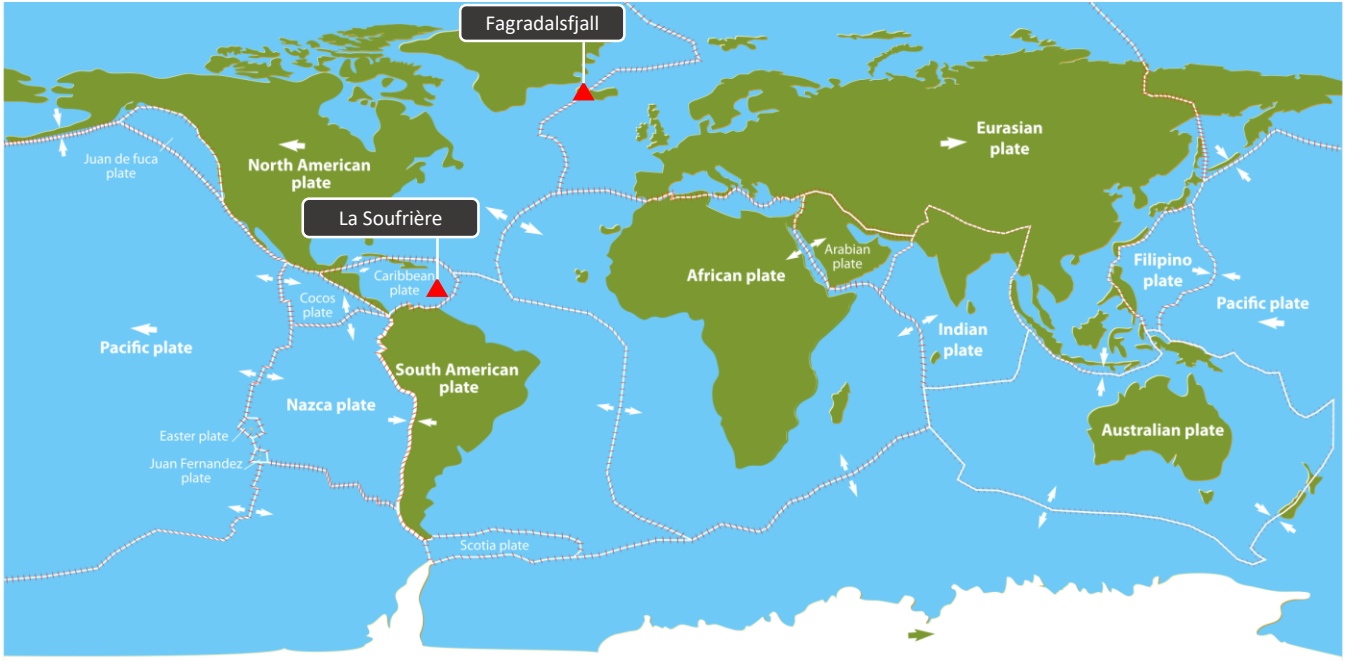 Fagradalsfjall
Eurasian
plate
Juan de fuca
plate
North American
plate
La Soufrière
Arabian
plate
African plate
Filipino
plate
Caribbean
plate
Cocos
plate
Pacific plate
Indian
plate
Pacific plate
South American
plate
Nazca plate
Easter plate
Australian plate
Juan Fernandez
plate
Scotia plate